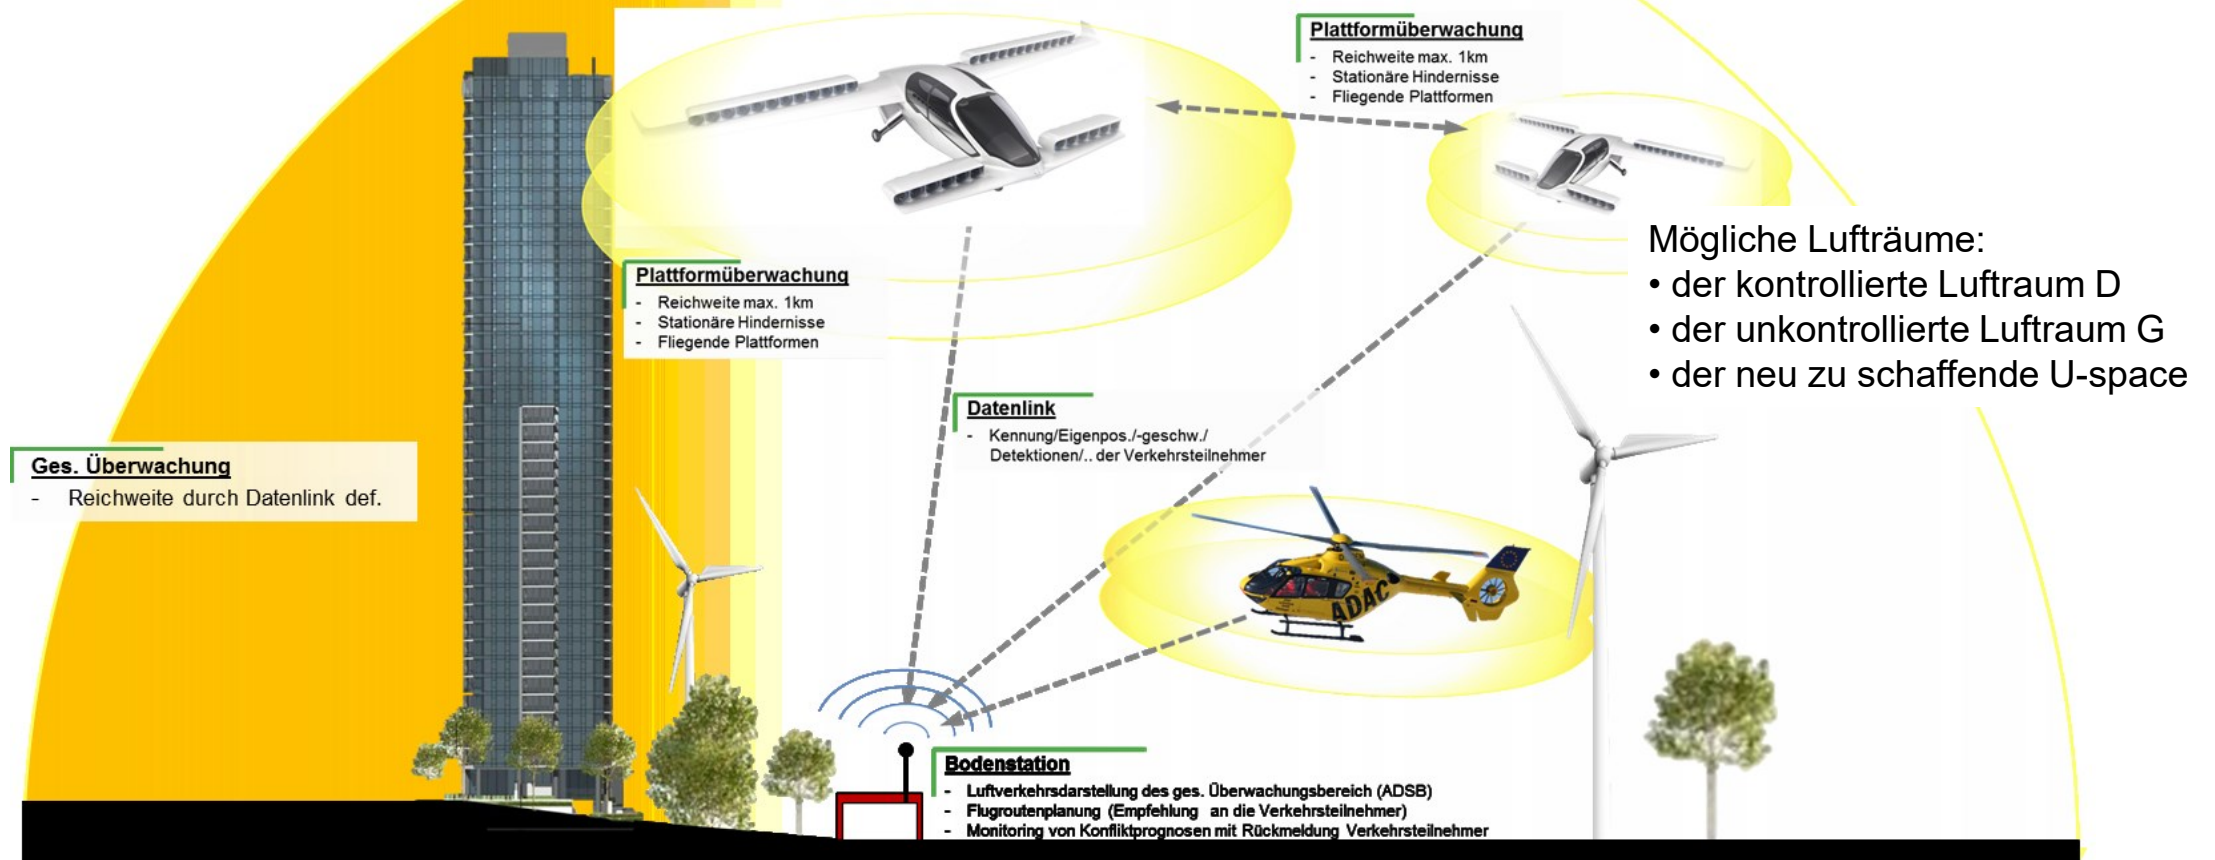 Plattformüberwachung
- Reichweite max. 1km
- Stationäre Hindernisse
- Fliegende Plattformen
Mögliche Lufträume:
• der kontrollierte Luftraum D
• der unkontrollierte Luftraum G
• der neu zu schaffende U-space
Plattformüberwachung
- Reichweite max. 1km
- Stationäre Hindernisse
- Fliegende Plattformen
Datenlink
- Kennung/Eigenpos./-geschw./
Detektionen/.. der Verkehrsteilnehmer
Ges. Überwachung
- Reichweite durch Datenlink def.
ADAC
Bodenstation
- Luftverkehrsdarstellung des ges. Überwachungsbereich (ADSB)
- Flugroutenplanung (Empfehlung an die Verkehrsteilnehmer)
- Monitoring von Konfliktprognosen mit Rückmeldung Verkehrsteilnehmer